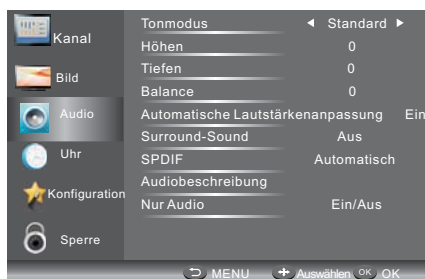 Kanal
Bild
Audio
Uhr
Konfiguration
Sperre
Tonmodus Standard
Höhen 0
Tiefen 0
Balance 0
Automatische Lautstärkenanpassung Ein
Surround-Sound Aus
SPDIF Automatisch
Audiobeschreibung
Nur Audio Ein/Aus
MENU Auswählen OK OK